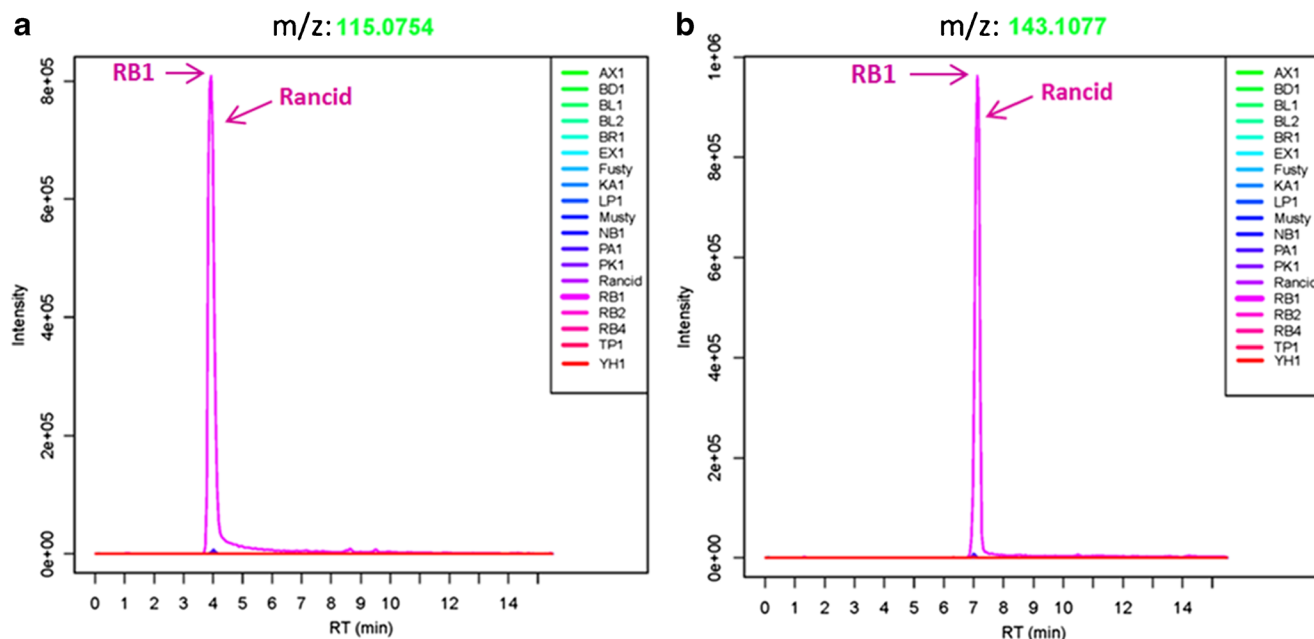 a
m/z: 115.0754
RB1
Rancid
AX1
BD1
BL1
BL2
BR1
EX1
Fusty
KA1
LP1
Musty
NB1
PA1
PK1
Rancid
RB1
RB2
RB4
TP1
YH1
8e+05
6e+05
4e+05
2e+05
0e+00
Intensity
0 1 2 3 4 5 6 7 8 9 10 12 14
RT (min)
b
m/z: 143.1077
RB1
Rancid
AX1
BD1
BL1
BL2
BR1
EX1
Fusty
KA1
LP1
Musty
NB1
PA1
PK1
Rancid
RB1
RB2
RB4
TP1
YH1
1e+06
8e+05
6e+05
4e+05
2e+05
0e+00
Intensity
0 1 2 3 4 5 6 7 8 9 10 12 14
RT (min)